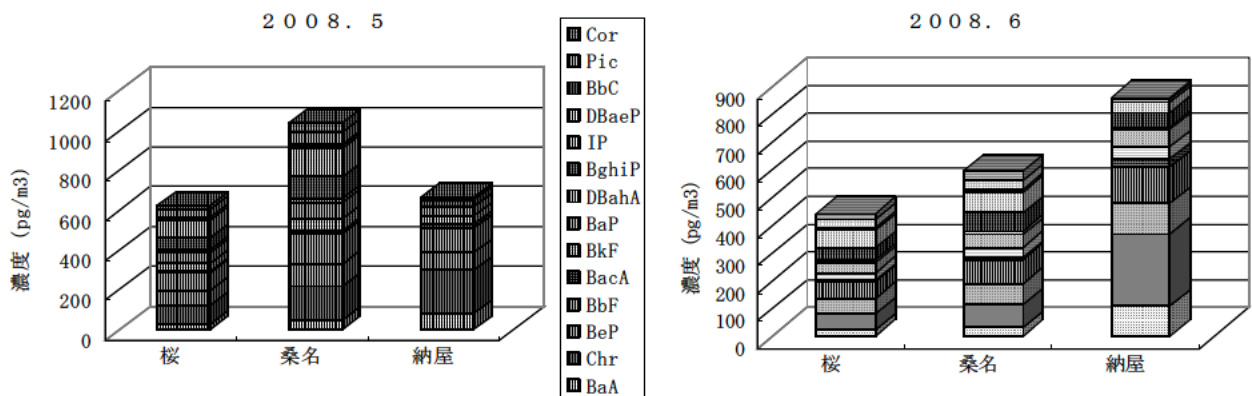 ２００８．５
濃度 (pg/m3)
1200
1000
800
600
400
200
0
桜
桑名
納屋
Cor
Pic
BbC
DBaeP
IP
BghiP
DBahA
BaP
BkF
BacA
BbF
BeP
Chr
BaA
２００８．６
濃度 (pg/m3)
900
800
700
600
500
400
300
200
100
0
桜
桑名
納屋